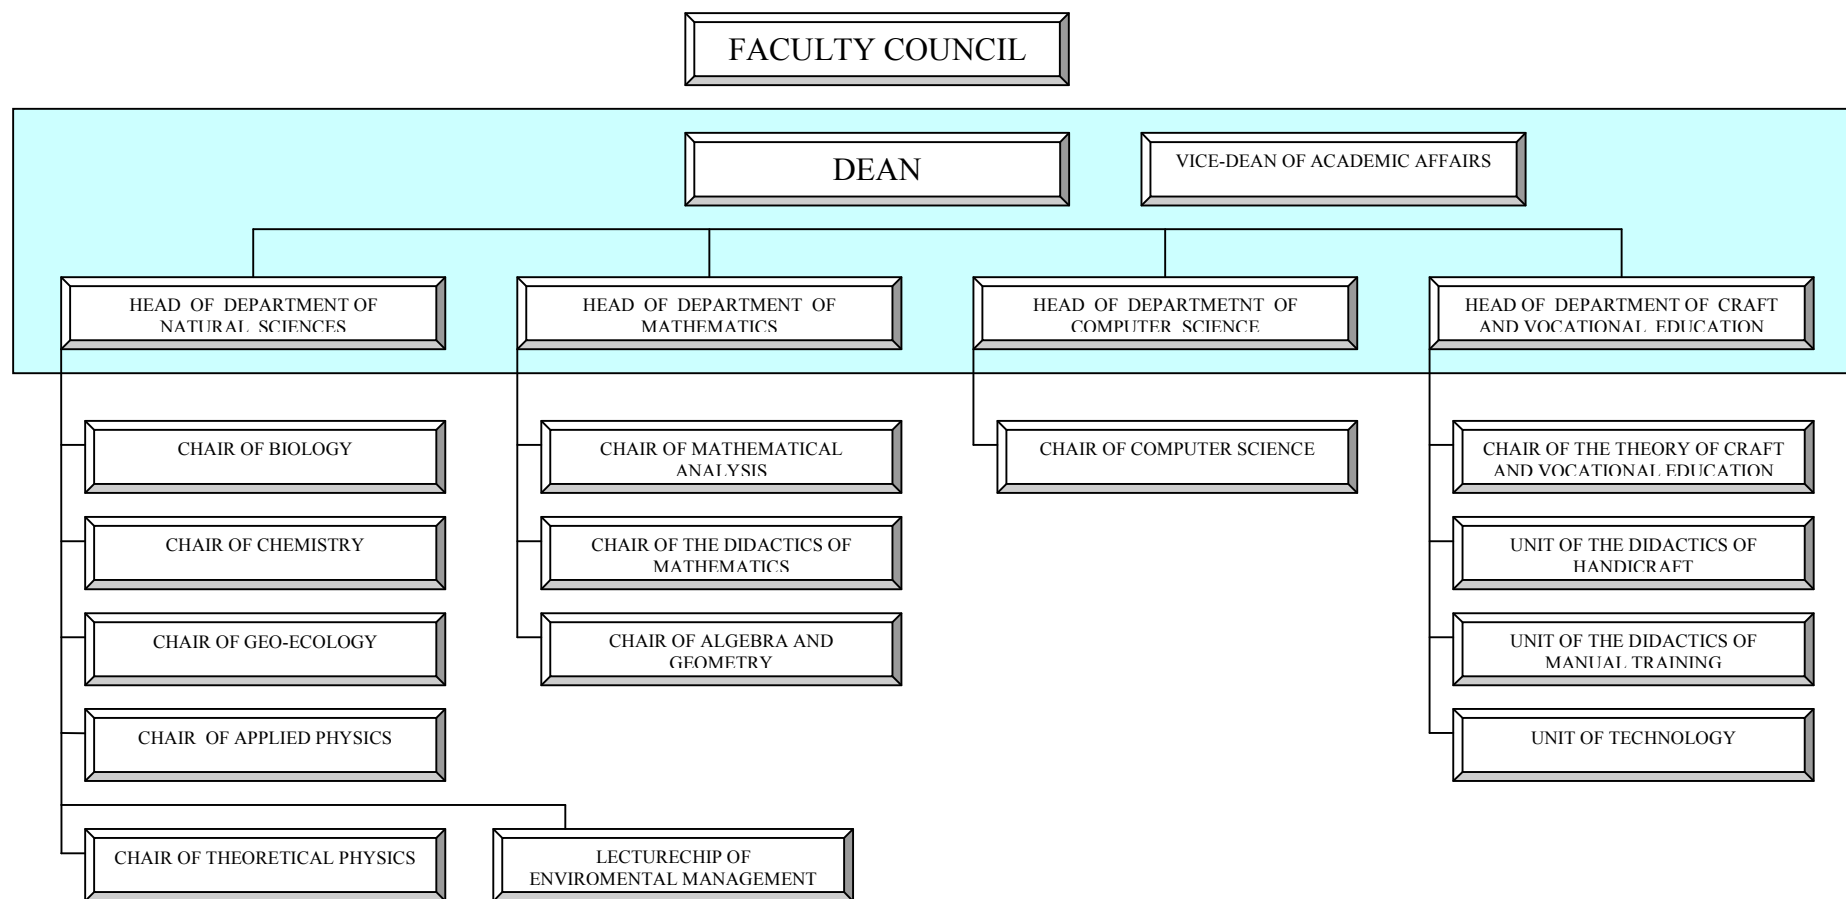 FACULTY COUNCIL
DEAN
VICE-DEAN OF ACADEMIC AFFAIRS
HEAD OF DEPARTMENT OF
NATURAL SCIENCES
HEAD OF DEPARTMENT OF
MATHEMATICS
HEAD OF DEPARTMETNT OF
COMPUTER SCIENCE
HEAD OF DEPARTMENT OF CRAFT
AND VOCATIONAL EDUCATION
CHAIR OF BIOLOGY
CHAIR OF MATHEMATICAL
ANALYSIS
CHAIR OF COMPUTER SCIENCE
CHAIR OF THE THEORY OF CRAFT
AND VOCATIONAL EDUCATION
CHAIR OF CHEMISTRY
CHAIR OF THE DIDACTICS OF
MATHEMATICS
UNIT OF THE DIDACTICS OF
HANDICRAFT
CHAIR OF GEO-ECOLOGY
CHAIR OF ALGEBRA AND
GEOMETRY
UNIT OF THE DIDACTICS OF
MANUAL TRAINING
CHAIR OF APPLIED PHYSICS
UNIT OF TECHNOLOGY
CHAIR OF THEORETICAL PHYSICS
LECTURECHIP OF
ENVIROMENTAL MANAGEMENT